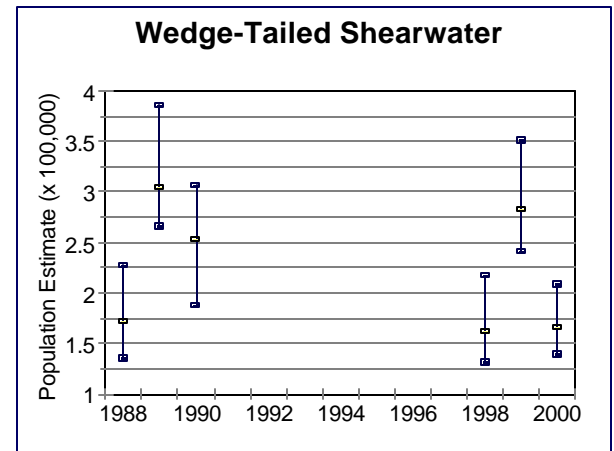 Wedge-Tailed Shearwater
Population Estimate (x 100,000)
4
3.5
3
2.5
2
1.5
1
1988 1990 1992 1994 1996 1998 2000